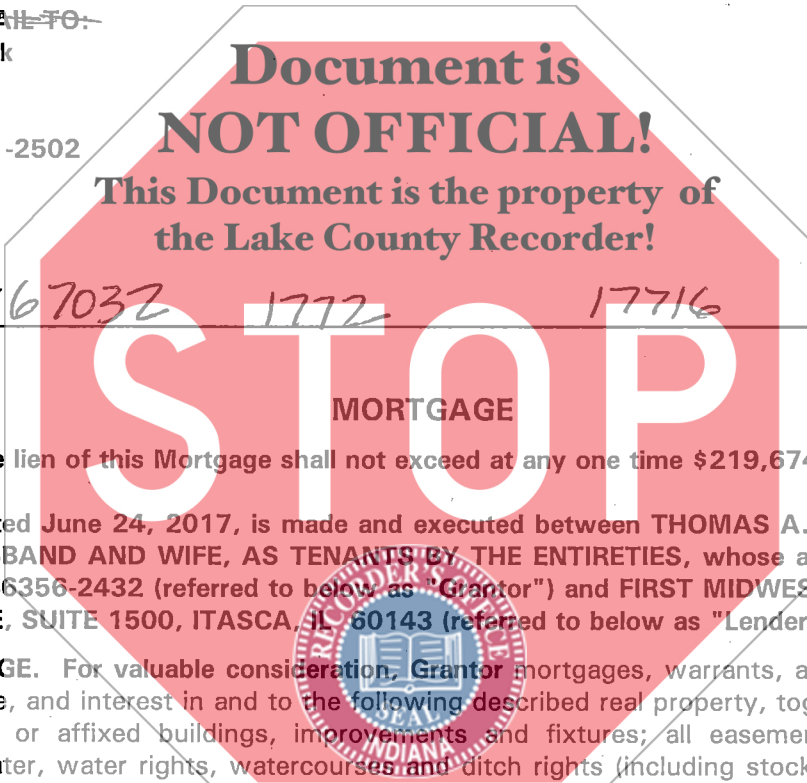 AIL TO:
k
-2502
Document is
NOT OFFICIAL!
This Document is the property of
the Lake County Recorder!
67032 1772 17716
STOP
MORTGAGE
lien of this Mortgage shall not exceed at any one time $219,674
ed June 24, 2017, is made and executed between THOMAS A.
BAND AND WIFE, AS TENANTS BY THE ENTIRETIES, whose a
6356-2432 (referred to below as "Grantor") and FIRST MIDWES
, SUITE 1500, ITASCA, IL 60143 (referred to below as "Lender
GE. For valuable consideration, Grantor mortgages, warrants, a
, and interest in and to the following described real property, tog
or affixed buildings, improvements and fixtures; all easemen
ter, water rights, watercourses and ditch rights (including stock
RECORDER'S OFFICE
SEAL
INDIANA